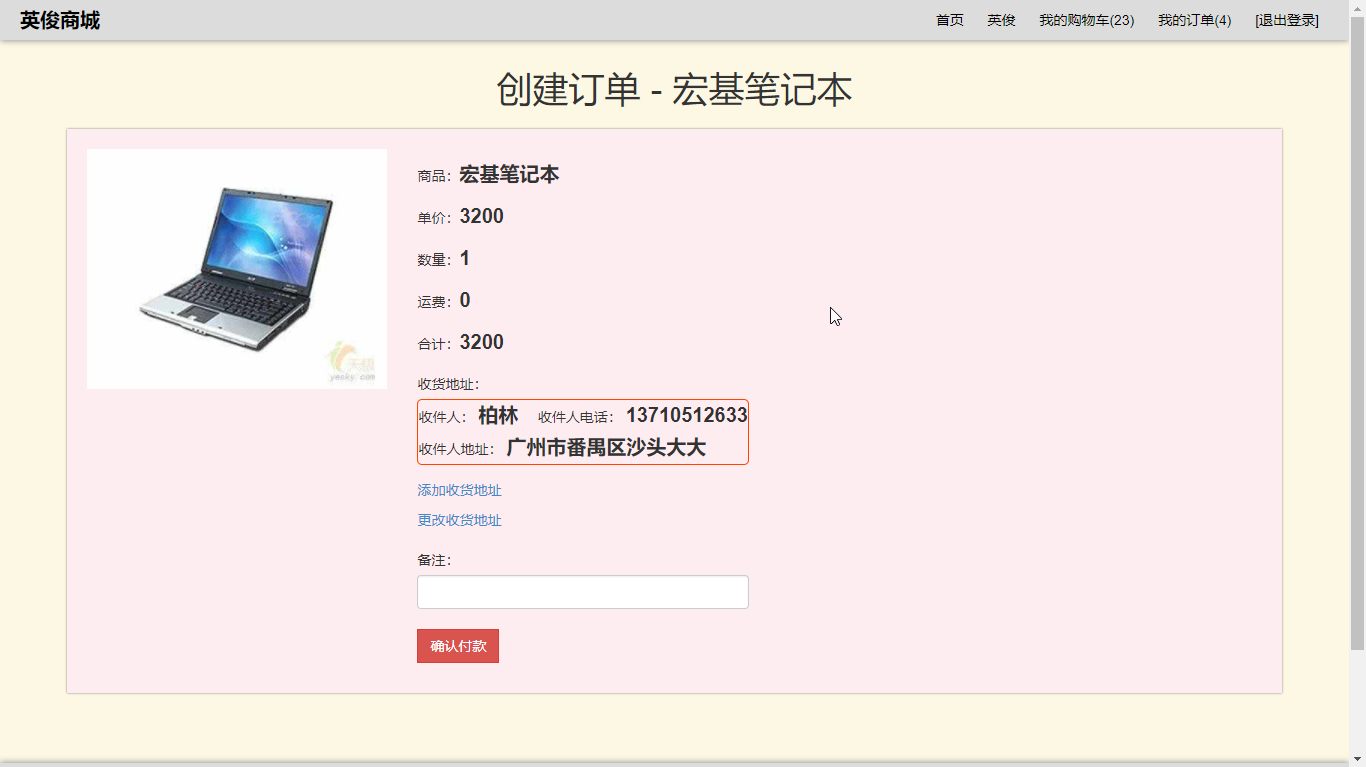 英俊商城
首页 英俊 我的购物车(23) 我的订单(4) [退出登录]
创建订单 - 宏基笔记本
天极
yesky.com
商品：宏基笔记本
单价：3200
数量：1
运费：0
合计：3200
收货地址：
收件人： 柏林 收件人电话： 13710512633
收件人地址： 广州市番禺区沙头大大
添加收货地址
更改收货地址
备注：
确认付款